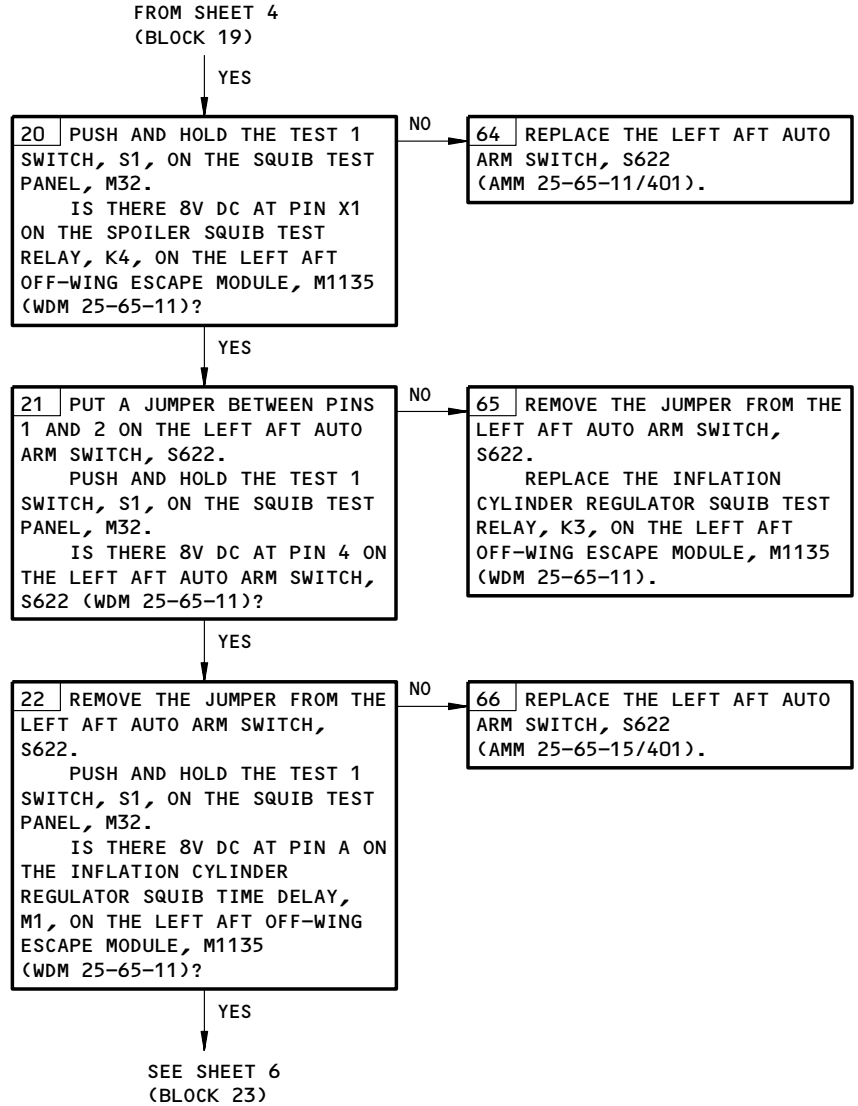 FROM SHEET 4
(BLOCK 19)
YES
20 PUSH AND HOLD THE TEST 1
SWITCH, S1, ON THE SQUIB TEST
PANEL, M32.
IS THERE 8V DC AT PIN X1
ON THE SPOILER SQUIB TEST
RELAY, K4, ON THE LEFT AFT
OFF-WING ESCAPE MODULE, M1135
(WDM 25-65-11)?
NO
64 REPLACE THE LEFT AFT AUTO
ARM SWITCH, S622
(AMM 25-65-11/401).
YES
21 PUT A JUMPER BETWEEN PINS
1 AND 2 ON THE LEFT AFT AUTO
ARM SWITCH, S622.
PUSH AND HOLD THE TEST 1
SWITCH, S1, ON THE SQUIB TEST
PANEL, M32.
IS THERE 8V DC AT PIN 4 ON
THE LEFT AFT AUTO ARM SWITCH,
S622 (WDM 25-65-11)?
NO
65 REMOVE THE JUMPER FROM THE
LEFT AFT AUTO ARM SWITCH,
S622.
REPLACE THE INFLATION
CYLINDER REGULATOR SQUIB TEST
RELAY, K3, ON THE LEFT AFT
OFF-WING ESCAPE MODULE, M1135
(WDM 25-65-11).
YES
22 REMOVE THE JUMPER FROM THE
LEFT AFT AUTO ARM SWITCH,
S622.
PUSH AND HOLD THE TEST 1
SWITCH, S1, ON THE SQUIB TEST
PANEL, M32.
IS THERE 8V DC AT PIN A ON
THE INFLATION CYLINDER
REGULATOR SQUIB TIME DELAY,
M1, ON THE LEFT AFT OFF-WING
ESCAPE MODULE, M1135
(WDM 25-65-11)?
NO
66 REPLACE THE LEFT AFT AUTO
ARM SWITCH, S622
(AMM 25-65-15/401).
YES
SEE SHEET 6
(BLOCK 23)